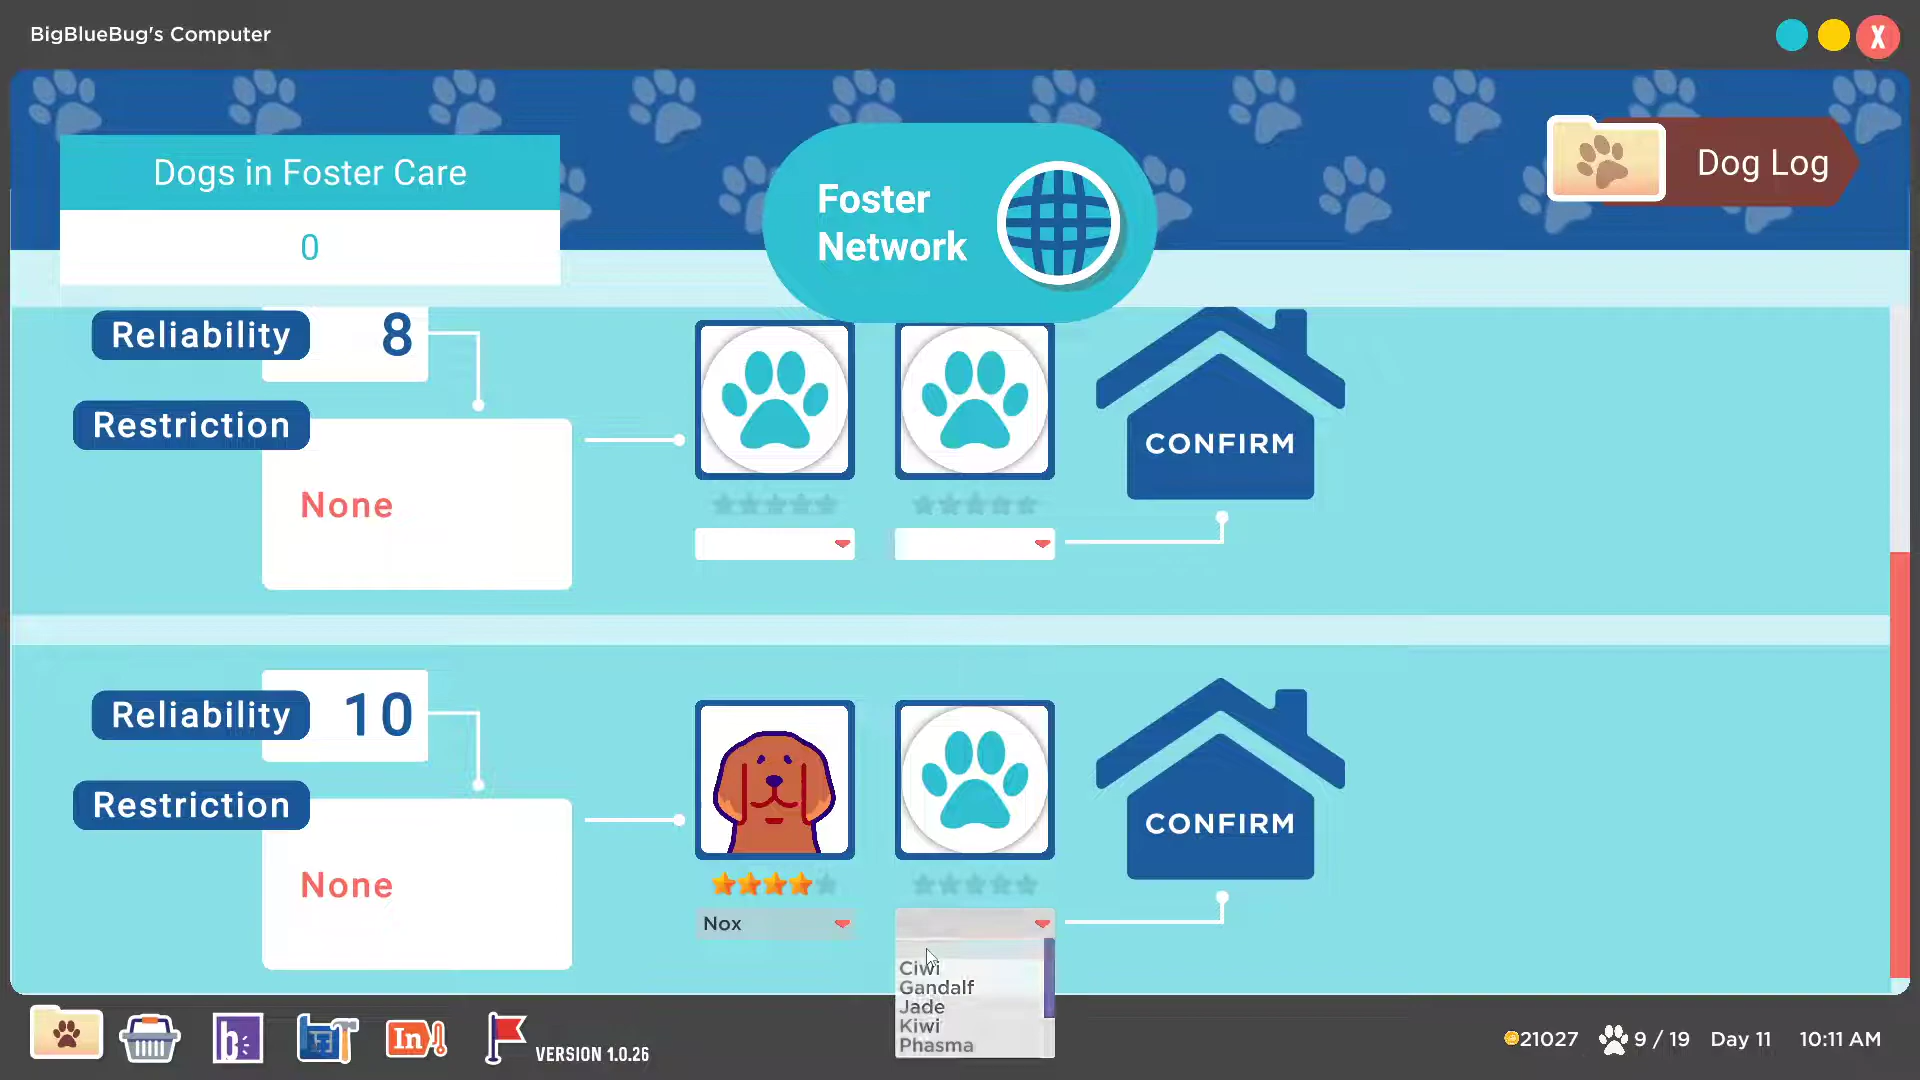 BigBlueBug's Computer
X
Dogs in Foster Care
0
Foster
Network
Dog Log
Reliability 8
Restriction
None
CONFIRM
Reliability 10
Restriction
None
CONFIRM
Nox
Ciwi
Gandalf
Jade
Kiwi
Phasma
b
In
VERSION 1.0.26
21027
9 / 19
Day 11
10:11 AM